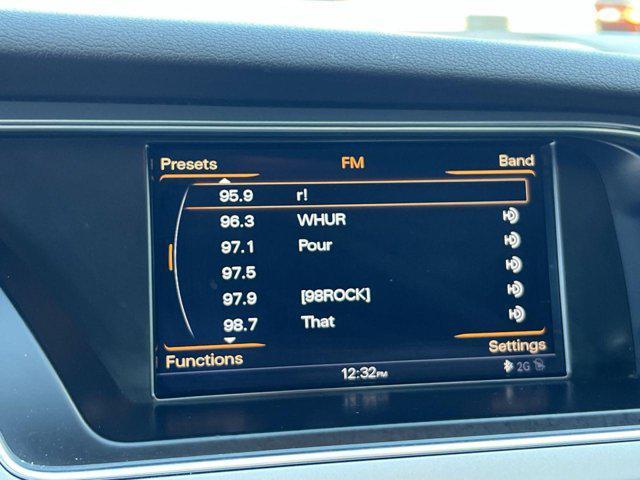 Presets FM Band
95.9 r!
96.3 WHUR
97.1 Pour
97.5
97.9 [98ROCK]
98.7 That
Functions Settings
12:32PM 2G